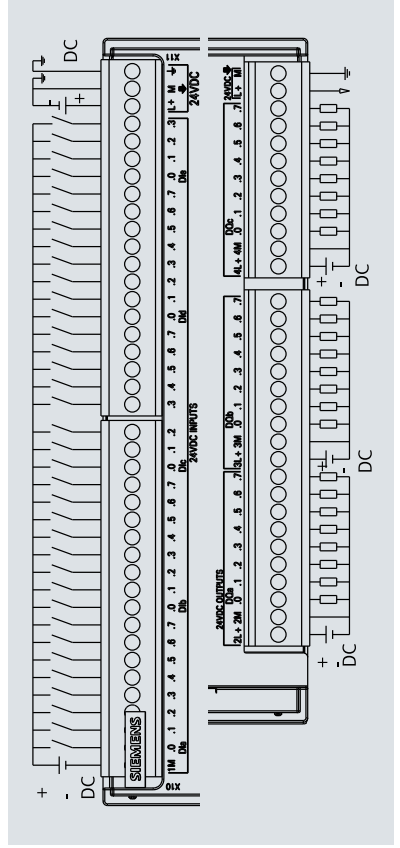 + - DC
- + DC
SIEMENS
X10 X11
1M .0 .1 .2 .3 .4 .5 .6 .7 .0 .1 .2 .3 .4 .5 .6 .7 .0 .1 .2 .3 .4 .5 .6 .7 .0 .1 .2 .3 .4 .5 .6 .7 .0 .1 .2 .3 L+ M
DIa DIb DIc DId DIe 24VDC
24VDC INPUTS
24VDC OUTPUTS
DQa DQb DQc 24VDC
2L+ 2M .0 .1 .2 .3 .4 .5 .6 .7 3L+ 3M .0 .1 .2 .3 .4 .5 .6 .7 4L+ 4M .0 .1 .2 .3 .4 .5 .6 .7 L+ M
+ - DC
+ - DC
+ - DC